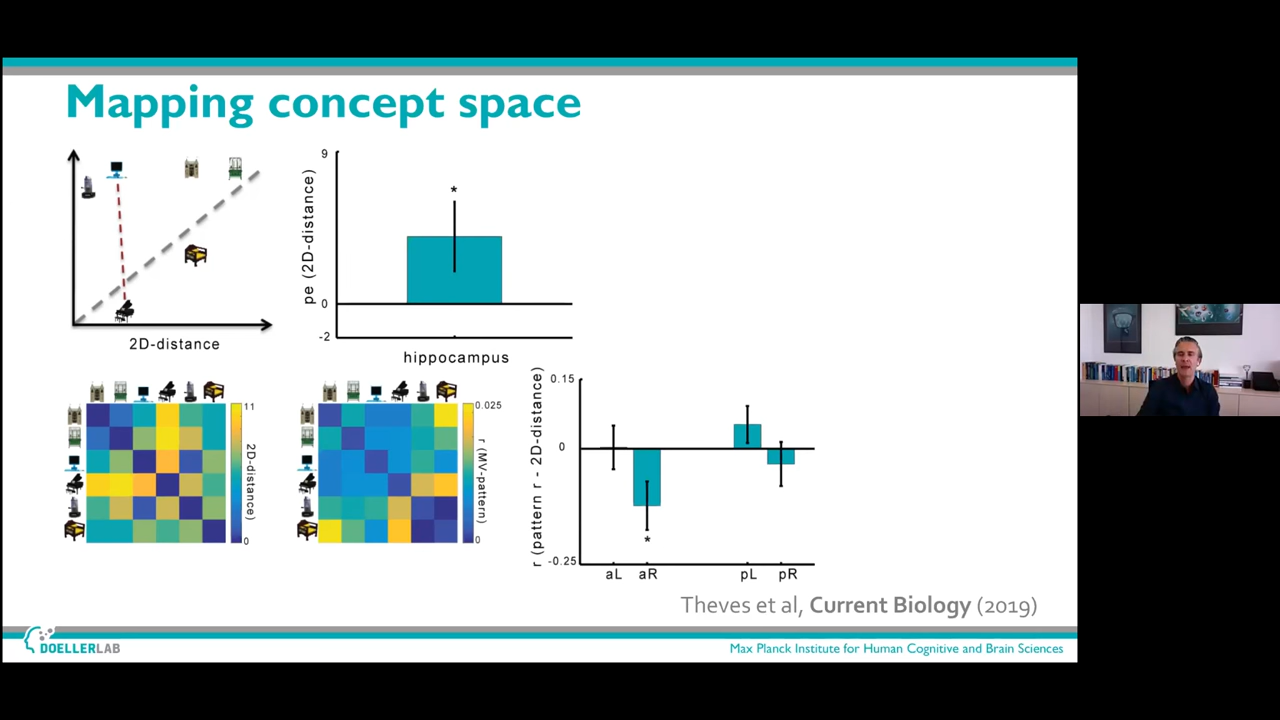 Mapping concept space
2D-distance
9
0
-2
pe (2D-distance)
*
hippocampus
11
0
2D-distance)
0.025
0
r (MV-pattern)
0.15
0
-0.25
r (pattern r - 2D-distance)
*
aL aR pL pR
Theves et al, Current Biology (2019)
DOELLERLAB
Max Planck Institute for Human Cognitive and Brain Sciences